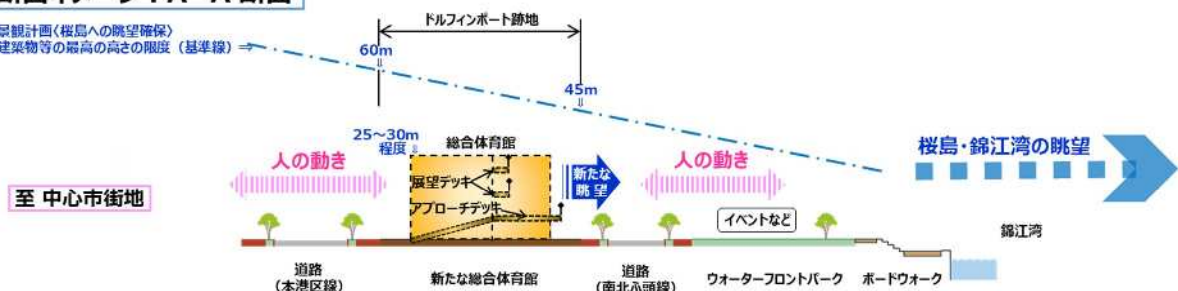 ドルフィンポート跡地
景観計画〈桜島への眺望確保〉
建築物等の最高の高さの限度（基準線）⇒
60m
45m
25～30m
程度
総合体育館
人の動き
展望デッキ
アプローチデッキ
新たな
眺望
人の動き
桜島・錦江湾の眺望
至 中心市街地
イベントなど
錦江湾
道路
（本港区線）
新たな総合体育館
道路
（南北ふ頭線）
ウォーターフロントパーク
ボードウォーク